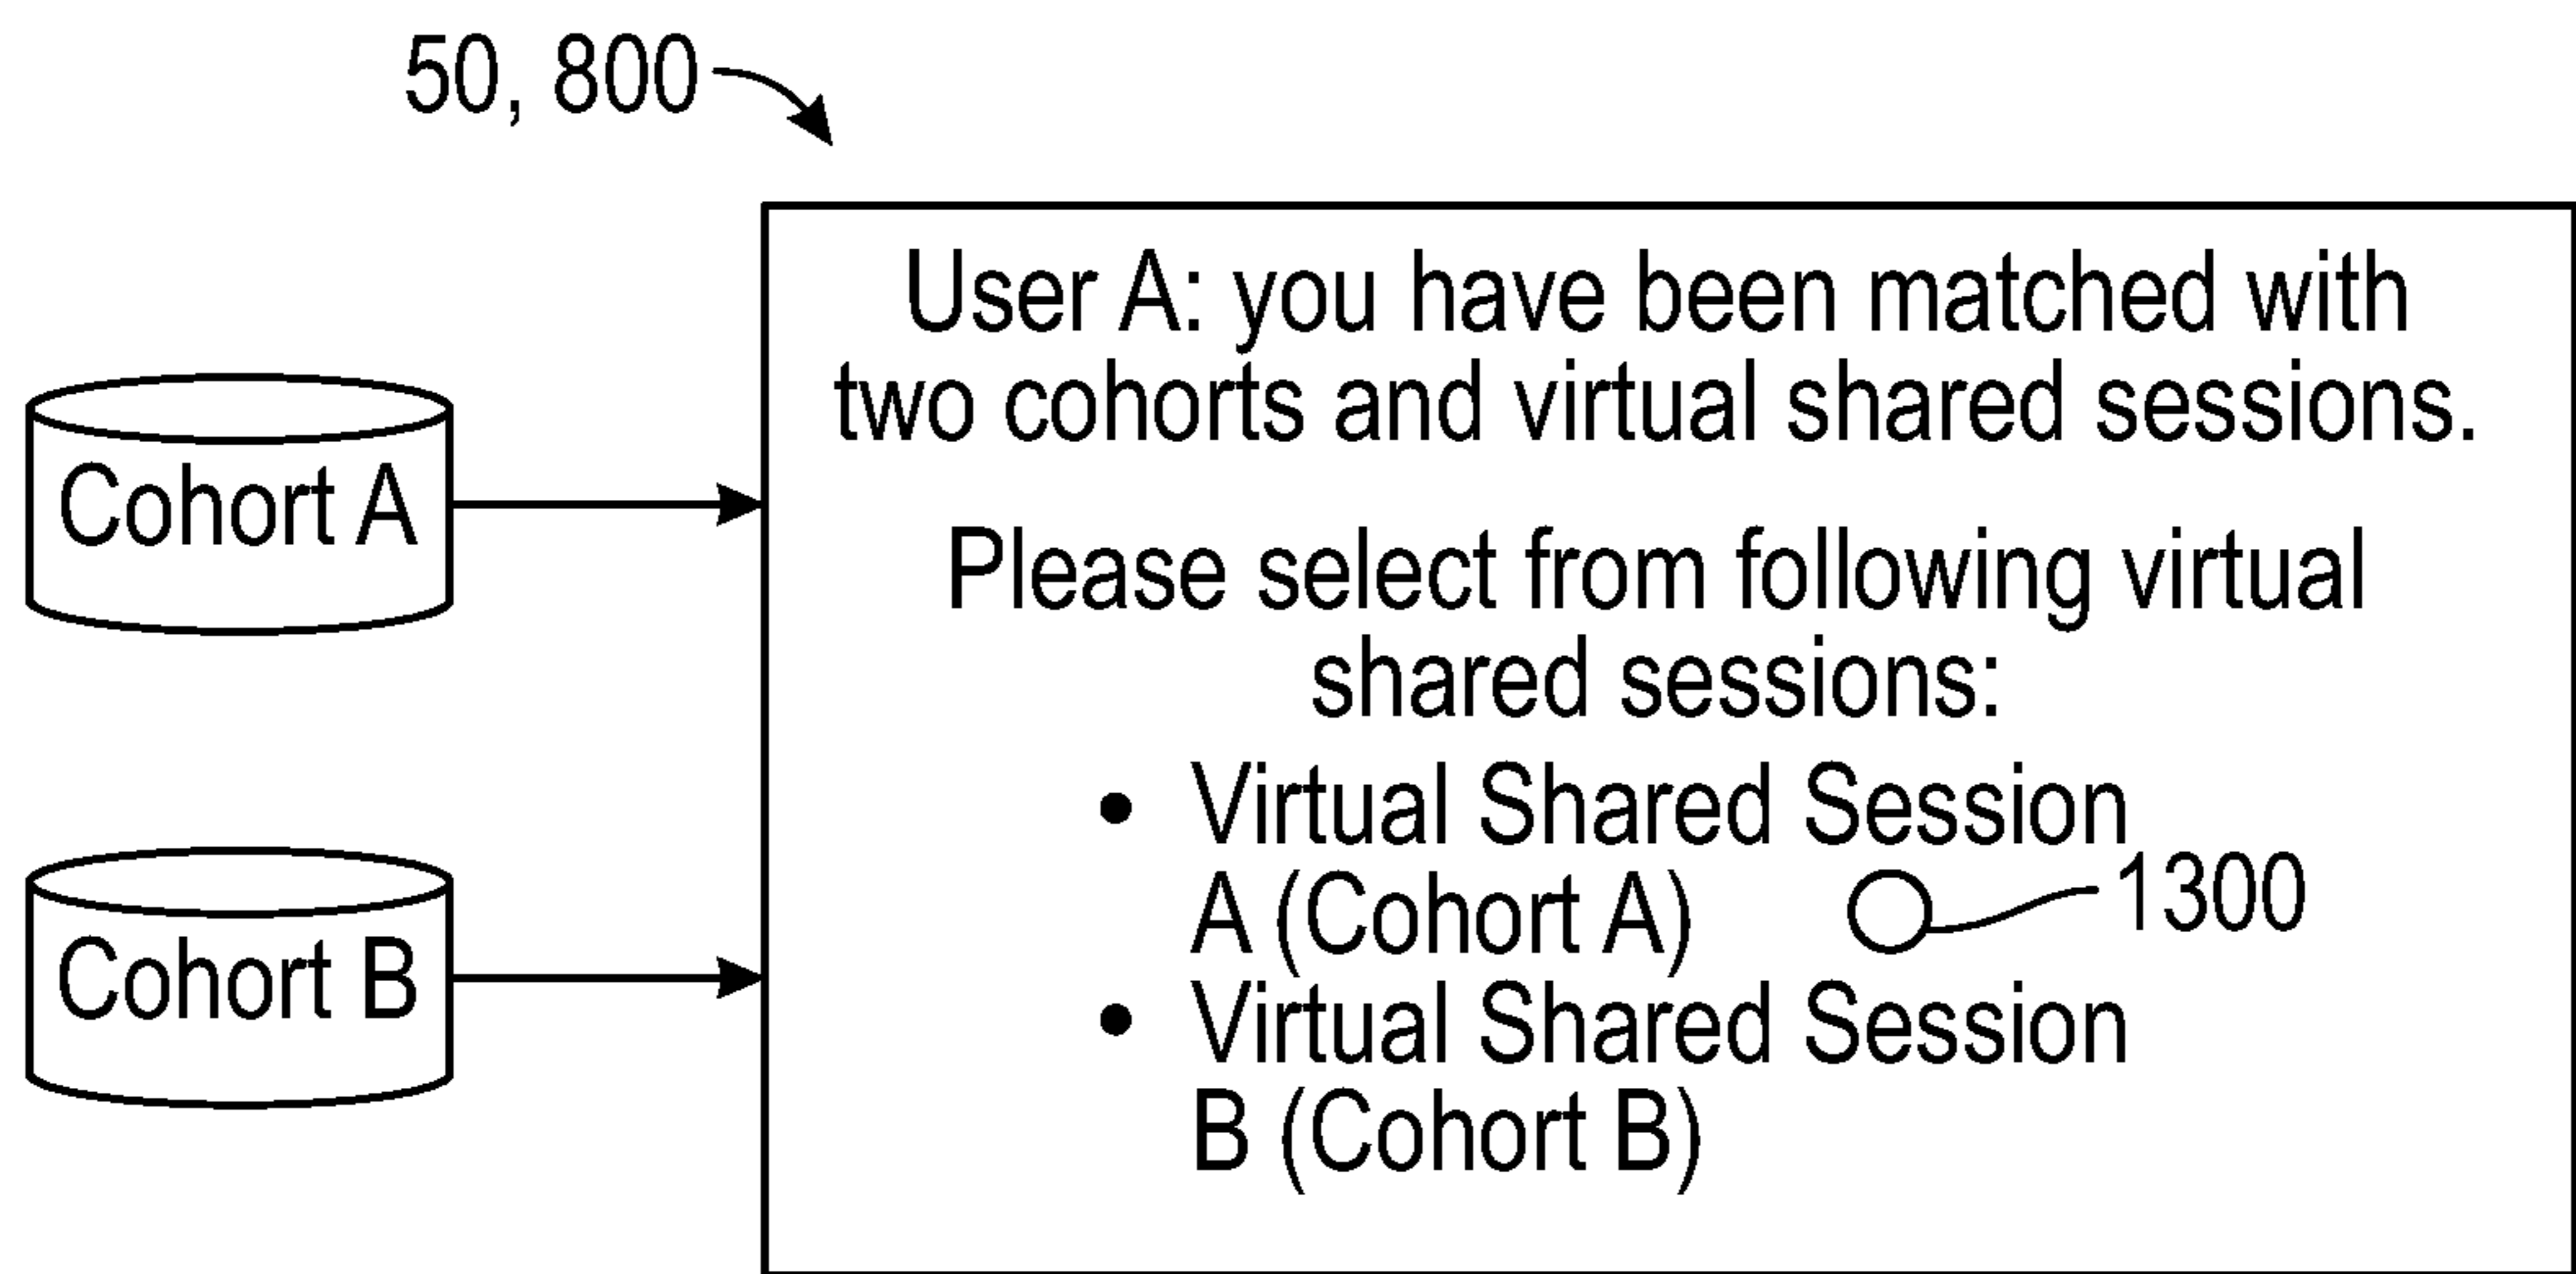 50, 800
Cohort A
Cohort B
User A: you have been matched with
two cohorts and virtual shared sessions.
Please select from following virtual
shared sessions:
• Virtual Shared Session
A (Cohort A)
1300
• Virtual Shared Session
B (Cohort B)